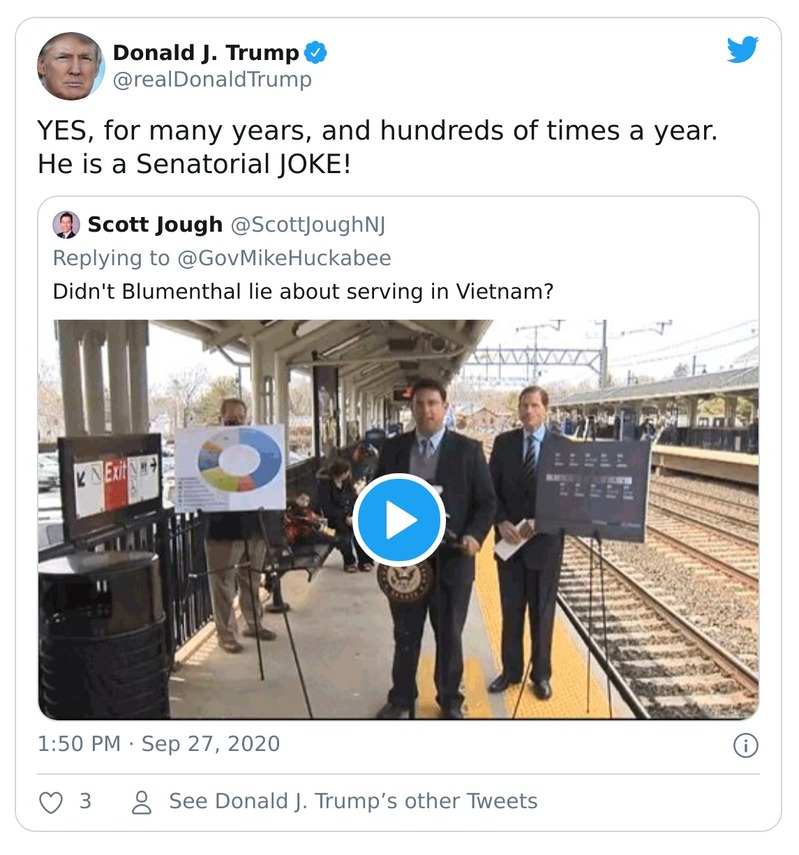 Donald J. Trump
@realDonaldTrump
YES, for many years, and hundreds of times a year.
He is a Senatorial JOKE!
Scott Jough @ScottJoughNJ
Replying to @GovMikeHuckabee
Didn't Blumenthal lie about serving in Vietnam?
Exit
1:50 PM · Sep 27, 2020
3 See Donald J. Trump’s other Tweets